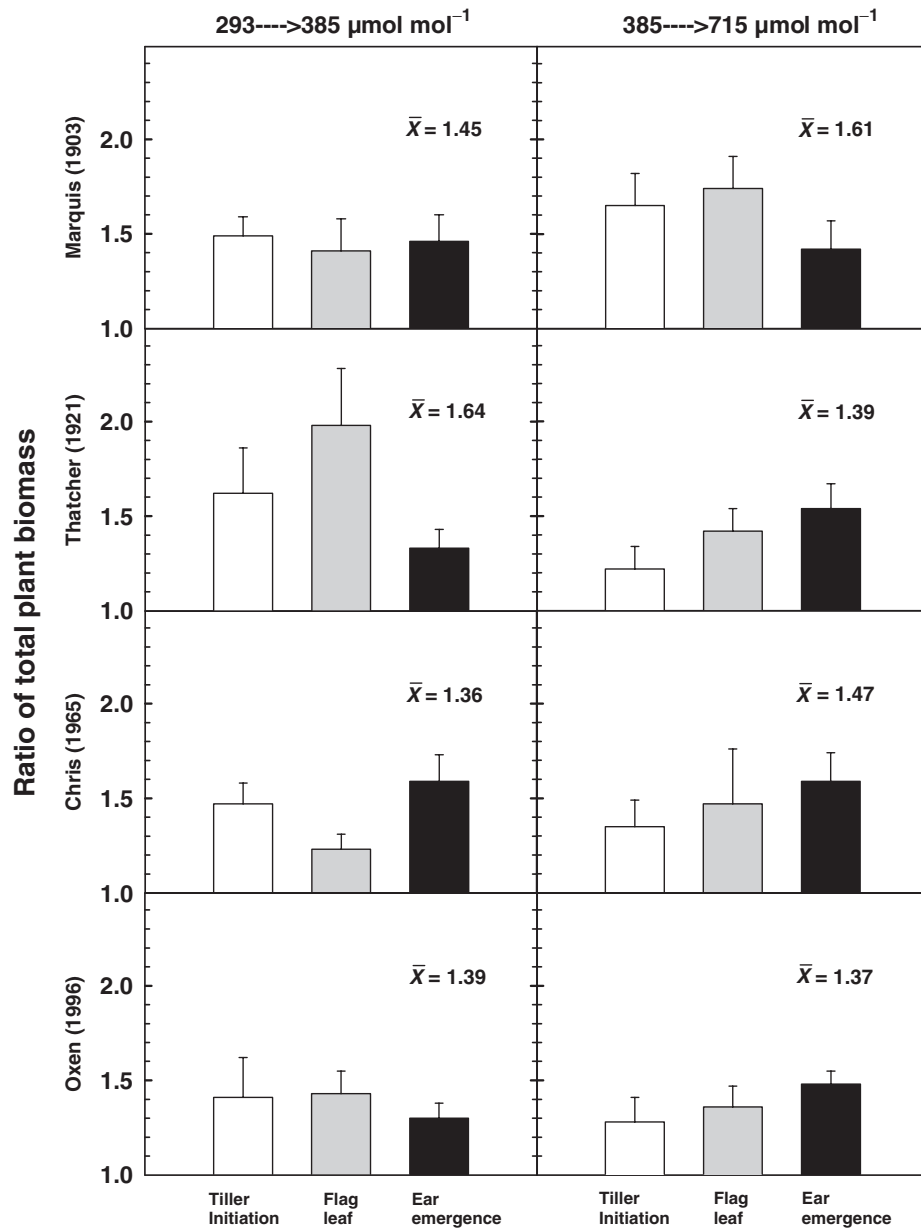 293---->385 µmol mol⁻¹
385---->715 µmol mol⁻¹
Ratio of total plant biomass
Marquis (1903)
2.0
1.5
1.0
X̄ = 1.45
X̄ = 1.61
Thatcher (1921)
2.0
1.5
1.0
X̄ = 1.64
X̄ = 1.39
Chris (1965)
2.0
1.5
1.0
X̄ = 1.36
X̄ = 1.47
Oxen (1996)
2.0
1.5
1.0
X̄ = 1.39
X̄ = 1.37
Tiller
Initiation
Flag
leaf
Ear
emergence
Tiller
Initiation
Flag
leaf
Ear
emergence